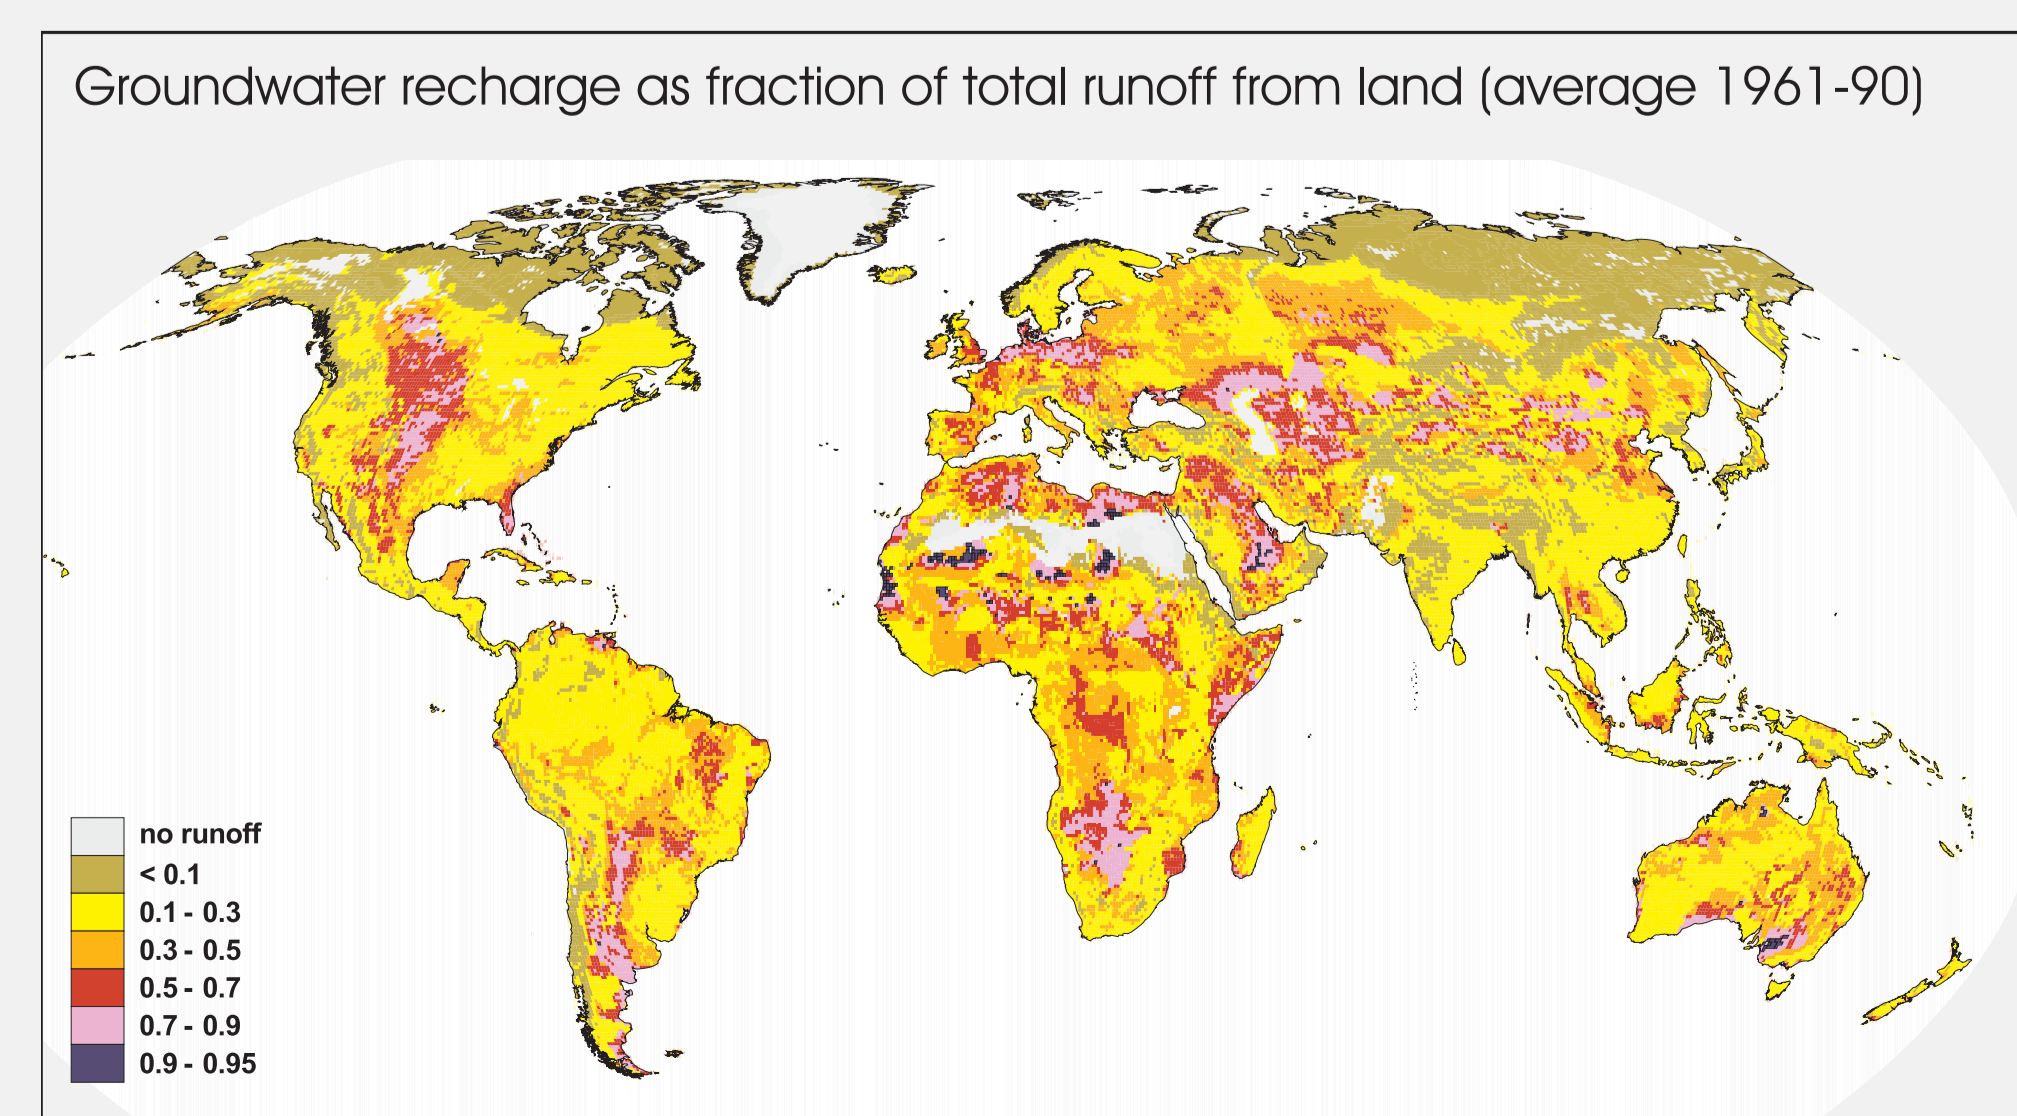 Groundwater recharge as fraction of total runoff from land (average 1961-90)
no runoff
< 0.1
0.1 - 0.3
0.3 - 0.5
0.5 - 0.7
0.7 - 0.9
0.9 - 0.95